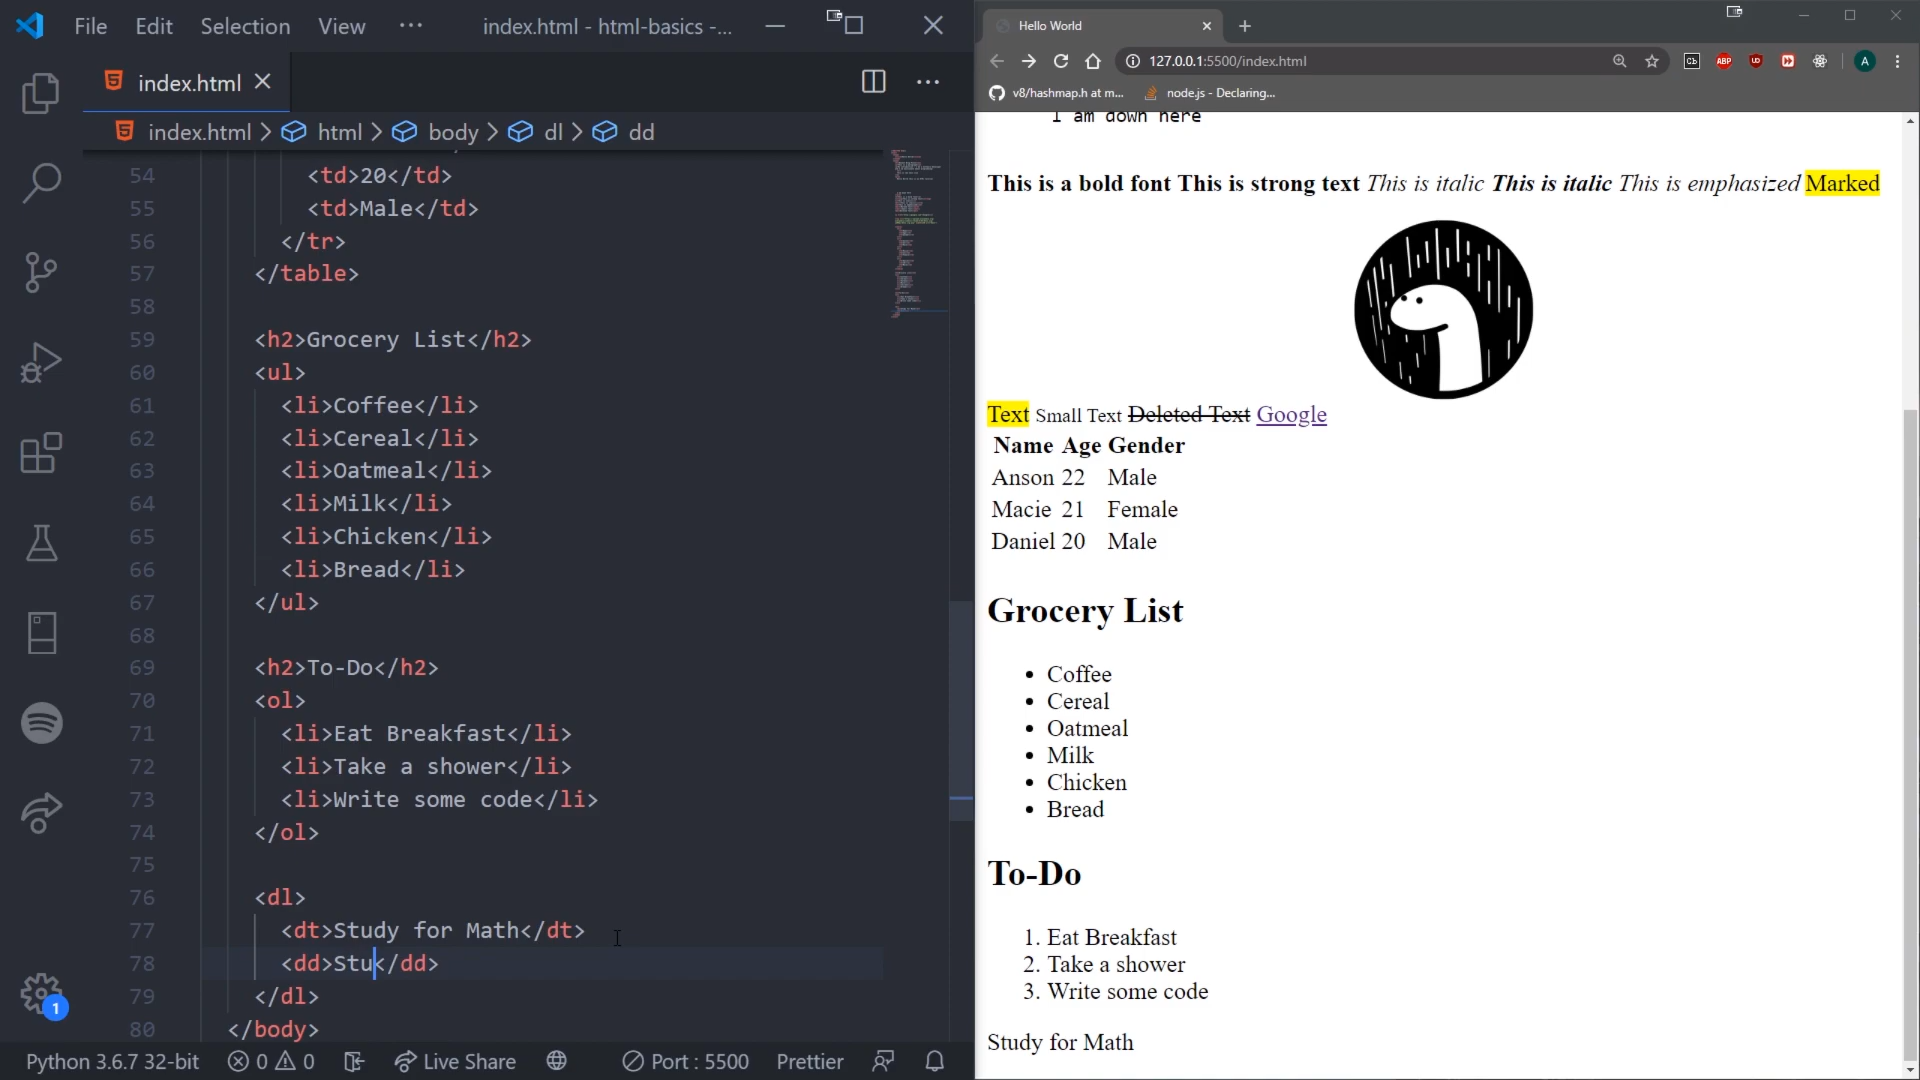 File Edit Selection View ··· index.html - html-basics -...
index.html
index.html > html > body > dl > dd
54 <td>20</td>
55 <td>Male</td>
56 </tr>
57 </table>
58
59 <h2>Grocery List</h2>
60 <ul>
61 <li>Coffee</li>
62 <li>Cereal</li>
63 <li>Oatmeal</li>
64 <li>Milk</li>
65 <li>Chicken</li>
66 <li>Bread</li>
67 </ul>
68
69 <h2>To-Do</h2>
70 <ol>
71 <li>Eat Breakfast</li>
72 <li>Take a shower</li>
73 <li>Write some code</li>
74 </ol>
75
76 <dl>
77 <dt>Study for Math</dt>
78 <dd>Stu</dd>
79 </dl>
80 </body>
1
Python 3.6.7 32-bit 0 0 Live Share Port : 5500 Prettier
Hello World
127.0.0.1:5500/index.html ABP A
v8/hashmap.h at m... node.js - Declaring...
I am down here
This is a bold font This is strong text This is italic This is italic This is emphasized Marked
Text Small Text Deleted Text Google
Name Age Gender
Anson 22 Male
Macie 21 Female
Daniel 20 Male
Grocery List
• Coffee
• Cereal
• Oatmeal
• Milk
• Chicken
• Bread
To-Do
1. Eat Breakfast
2. Take a shower
3. Write some code
Study for Math